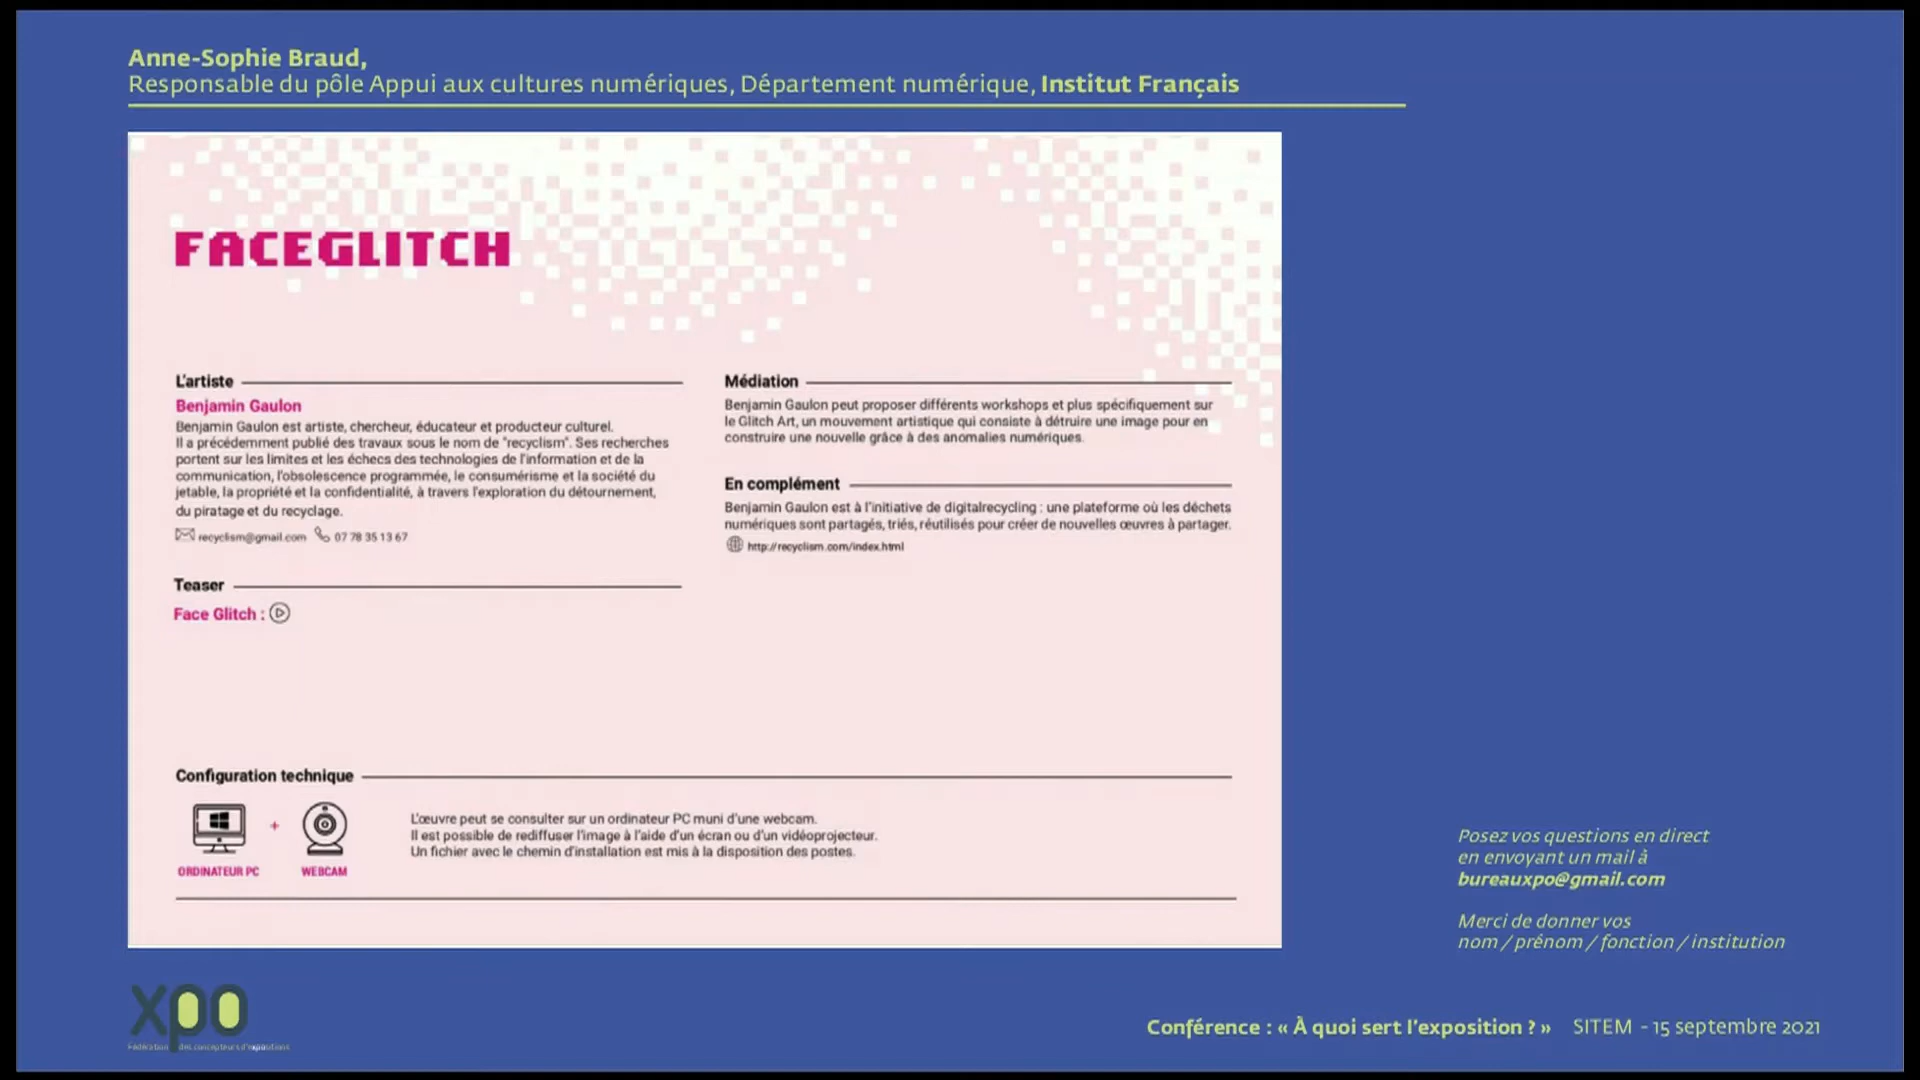 Anne-Sophie Braud,
Responsable du pôle Appui aux cultures numériques, Département numérique, Institut Français
FACEGLITCH
L'artiste
Benjamin Gaulon
Benjamin Gaulon est artiste, chercheur, éducateur et producteur culturel.
Il a précédemment publié des travaux sous le nom de "recyclism". Ses recherches
portent sur les limites et les échecs des technologies de l'information et de la
communication, l'obsolescence programmée, le consumérisme et la société du
jetable, la propriété et la confidentialité, à travers l'exploration du détournement,
du piratage et du recyclage.
recyclism@gmail.com 07 78 35 13 67
Teaser
Face Glitch :
Médiation
Benjamin Gaulon peut proposer différents workshops et plus spécifiquement sur
le Glitch Art, un mouvement artistique qui consiste à détruire une image pour en
construire une nouvelle grâce à des anomalies numériques.
En complément
Benjamin Gaulon est à l'initiative de digitalrecycling : une plateforme où les déchets
numériques sont partagés, triés, réutilisés pour créer de nouvelles œuvres à partager.
http://recyclism.com/index.html
Configuration technique
+
ORDINATEUR PC
WEBCAM
L'œuvre peut se consulter sur un ordinateur PC muni d'une webcam.
Il est possible de rediffuser l'image à l'aide d'un écran ou d'un vidéoprojecteur.
Un fichier avec le chemin d'installation est mis à la disposition des postes.
Posez vos questions en direct
en envoyant un mail à
bureauxpo@gmail.com
Merci de donner vos
nom / prénom / fonction / institution
xpo
Fédération des concepteurs d'expositions
Conférence : « À quoi sert l'exposition ? » SITEM - 15 septembre 2021